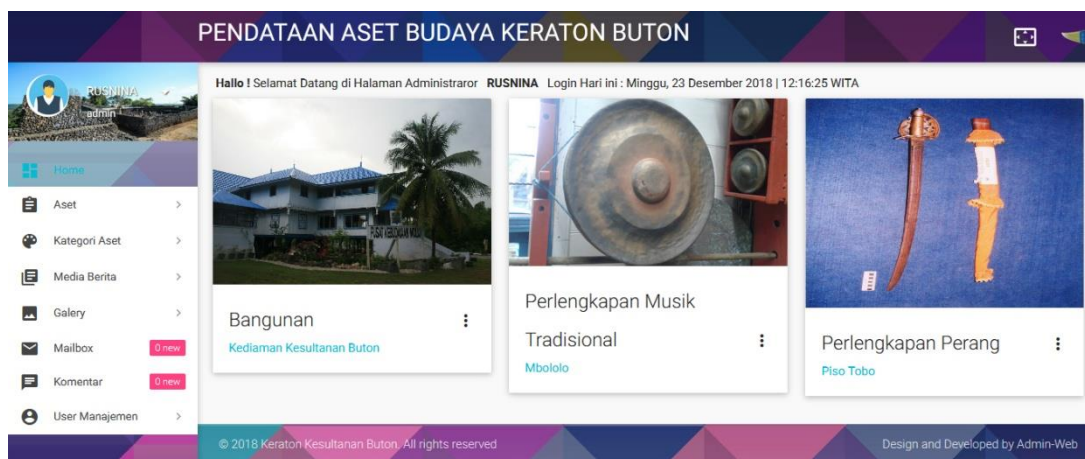 PENDATAAN ASET BUDAYA KERATON BUTON
RUSNINA
admin
Hallo ! Selamat Datang di Halaman Administraror RUSNINA Login Hari ini : Minggu, 23 Desember 2018 | 12:16:25 WITA
Home
Aset
Kategori Aset
Media Berita
Galery
Mailbox 0 new
Komentar 0 new
User Manajemen
PUSAT KEBUDAYAAN WOLIO
Bangunan
Kediaman Kesultanan Buton
Perlengkapan Musik
Tradisional
Mbololo
Perlengkapan Perang
Piso Tobo
© 2018 Keraton Kesultanan Buton, All rights reserved
Design and Developed by Admin-Web